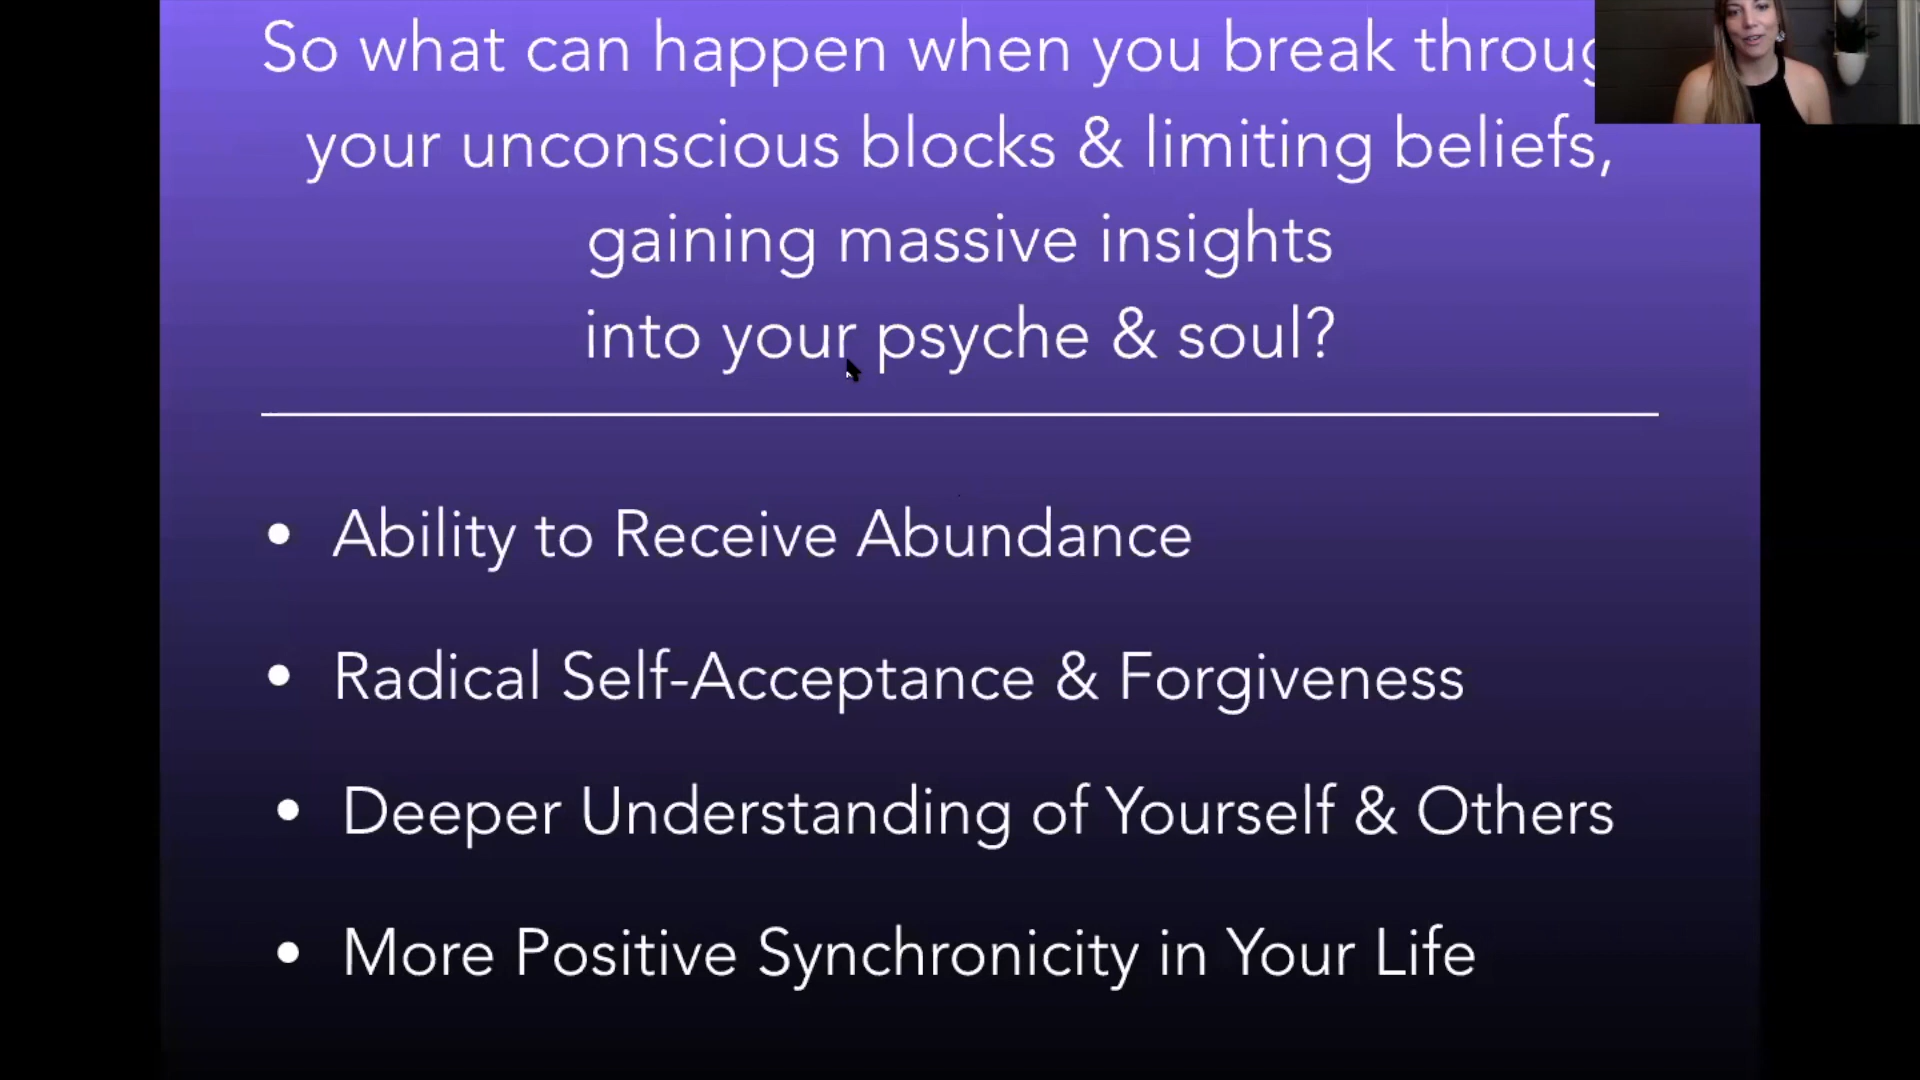 So what can happen when you break throug
your unconscious blocks & limiting beliefs,
gaining massive insights
into your psyche & soul?
• Ability to Receive Abundance
• Radical Self-Acceptance & Forgiveness
• Deeper Understanding of Yourself & Others
• More Positive Synchronicity in Your Life